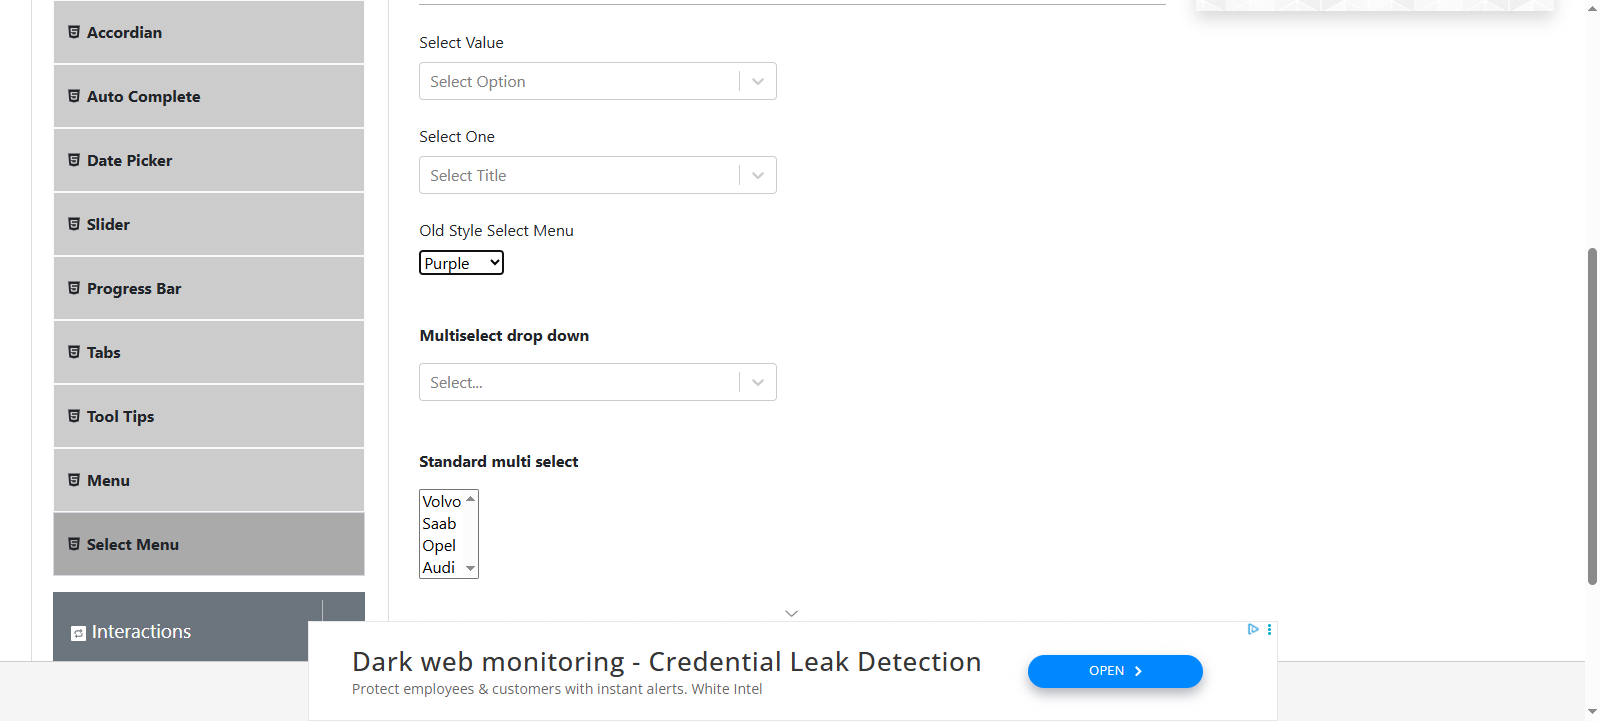 Accordian
Auto Complete
Date Picker
Slider
Progress Bar
Tabs
Tool Tips
Menu
Select Menu
Interactions
Select Value
Select Option
Select One
Select Title
Old Style Select Menu
Purple
Multiselect drop down
Select...
Standard multi select
Volvo
Saab
Opel
Audi
Dark web monitoring - Credential Leak Detection
Protect employees & customers with instant alerts. White Intel
OPEN